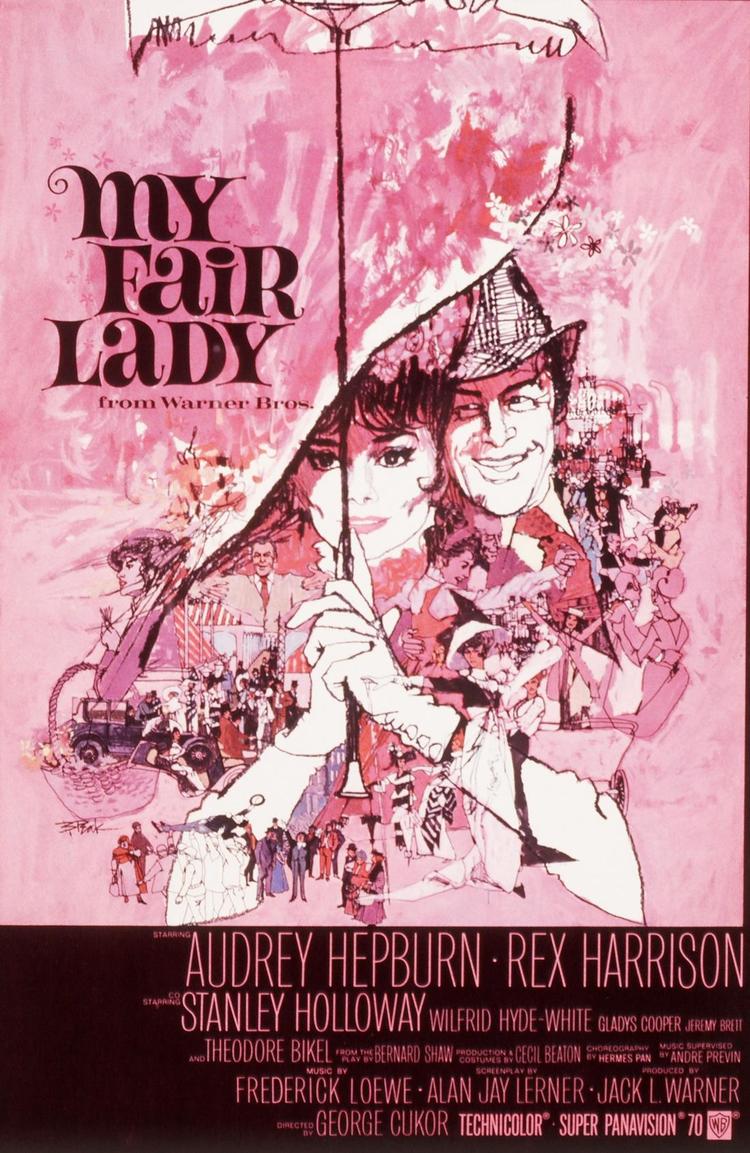 MY
FAIR
LADY
from Warner Bros.
B.Peak
STARRING AUDREY HEPBURN · REX HARRISON
CO STARRING STANLEY HOLLOWAY WILFRID HYDE-WHITE GLADYS COOPER JEREMY BRETT
AND THEODORE BIKEL FROM THE PLAY BY BERNARD SHAW PRODUCTION & COSTUMES BY CECIL BEATON CHOREOGRAPHY BY HERMES PAN MUSIC SUPERVISED BY ANDRE PREVIN
MUSIC BY SCREENPLAY BY PRODUCED BY
FREDERICK LOEWE · ALAN JAY LERNER · JACK L. WARNER
DIRECTED BY GEORGE CUKOR TECHNICOLOR® SUPER PANAVISION® 70 WB®